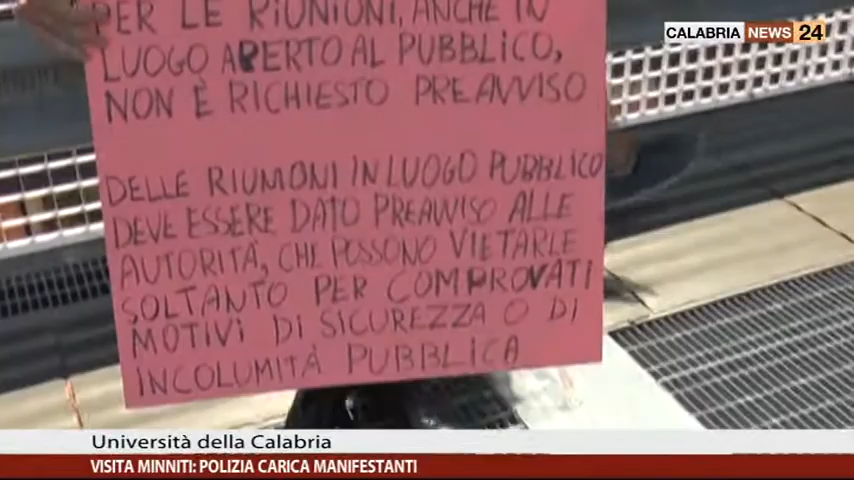 CALABRIA NEWS 24
PER LE RIUNIONI, ANCHE IN
LUOGO APERTO AL PUBBLICO,
NON È RICHIESTO PREAVVISO
DELLE RIUNIONI IN LUOGO PUBBLICO
DEVE ESSERE DATO PREAVVISO ALLE
AUTORITÀ, CHE POSSONO VIETARLE
SOLTANTO PER COMPROVATI
MOTIVI DI SICUREZZA O DI
INCOLUMITÀ PUBBLICA
Università della Calabria
VISITA MINNITI: POLIZIA CARICA MANIFESTANTI